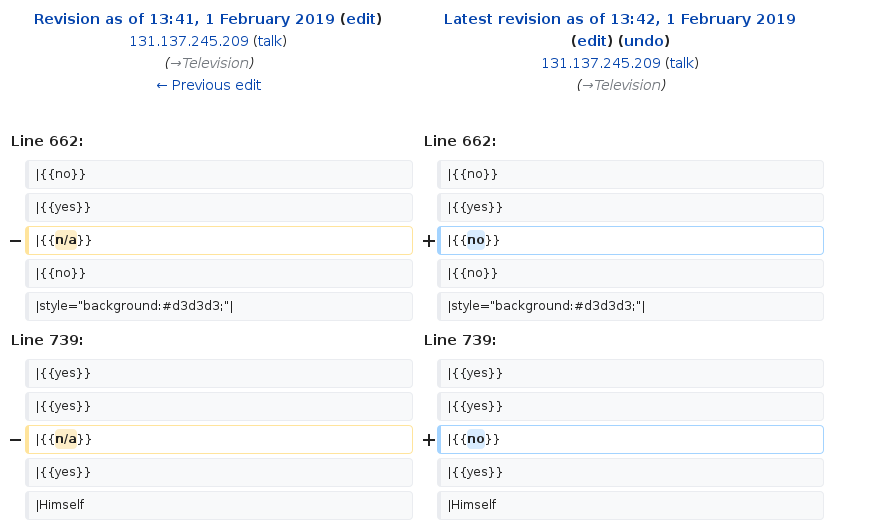 Revision as of 13:41, 1 February 2019 (edit)
131.137.245.209 (talk)
(→Television)
← Previous edit
Latest revision as of 13:42, 1 February 2019
(edit) (undo)
131.137.245.209 (talk)
(→Television)
Line 662:
Line 662:
|{{no}}
|{{no}}
|{{yes}}
|{{yes}}
− |{{n/a}}
+ |{{no}}
|{{no}}
|{{no}}
|style="background:#d3d3d3;"|
|style="background:#d3d3d3;"|
Line 739:
Line 739:
|{{yes}}
|{{yes}}
|{{yes}}
|{{yes}}
− |{{n/a}}
+ |{{no}}
|{{yes}}
|{{yes}}
|Himself
|Himself